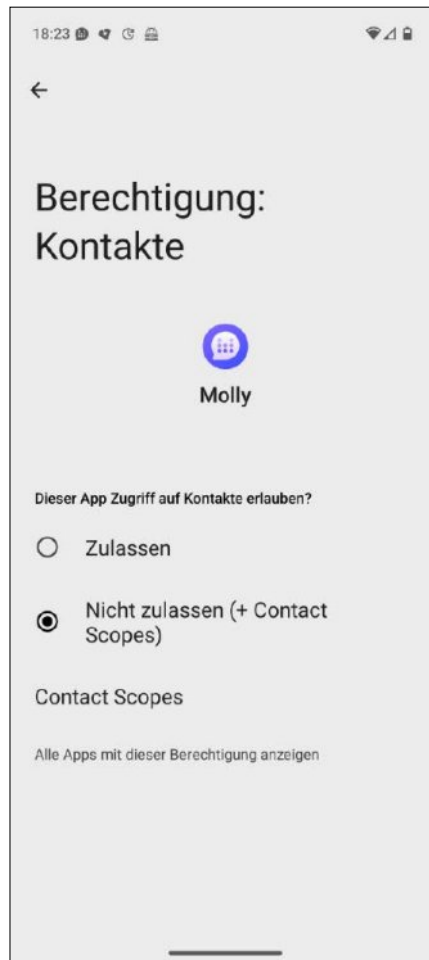 18:23
Berechtigung:
Kontakte
Molly
Dieser App Zugriff auf Kontakte erlauben?
Zulassen
Nicht zulassen (+ Contact
Scopes)
Contact Scopes
Alle Apps mit dieser Berechtigung anzeigen